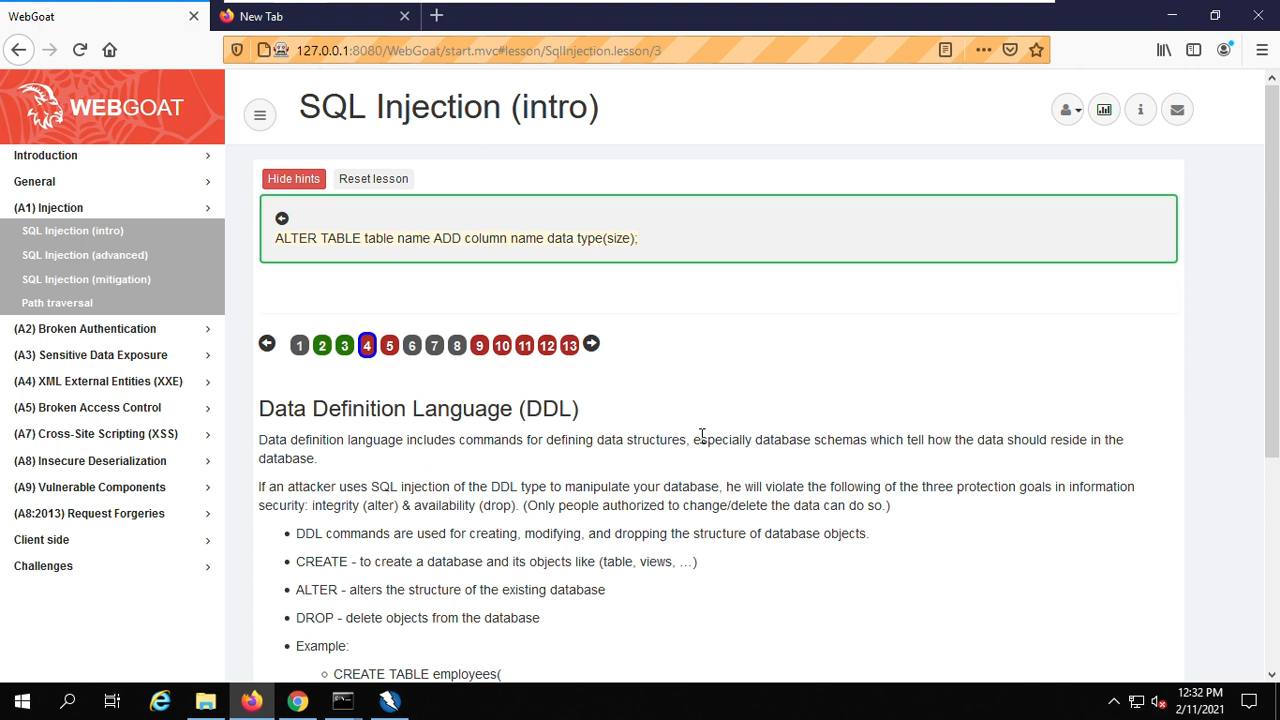 WebGoat
New Tab
127.0.0.1:8080/WebGoat/start.mvc#lesson/SqlInjection.lesson/3
WEBGOAT
SQL Injection (intro)
Introduction
General
(A1) Injection
SQL Injection (intro)
SQL Injection (advanced)
SQL Injection (mitigation)
Path traversal
(A2) Broken Authentication
(A3) Sensitive Data Exposure
(A4) XML External Entities (XXE)
(A5) Broken Access Control
(A7) Cross-Site Scripting (XSS)
(A8) Insecure Deserialization
(A9) Vulnerable Components
(A8:2013) Request Forgeries
Client side
Challenges
Hide hints Reset lesson
ALTER TABLE table name ADD column name data type(size);
1 2 3 4 5 6 7 8 9 10 11 12 13
Data Definition Language (DDL)
Data definition language includes commands for defining data structures, especially database schemas which tell how the data should reside in the
database.
If an attacker uses SQL injection of the DDL type to manipulate your database, he will violate the following of the three protection goals in information
security: integrity (alter) & availability (drop). (Only people authorized to change/delete the data can do so.)
• DDL commands are used for creating, modifying, and dropping the structure of database objects.
• CREATE - to create a database and its objects like (table, views, …)
• ALTER - alters the structure of the existing database
• DROP - delete objects from the database
• Example:
CREATE TABLE employees(
12:32 PM
2/11/2021